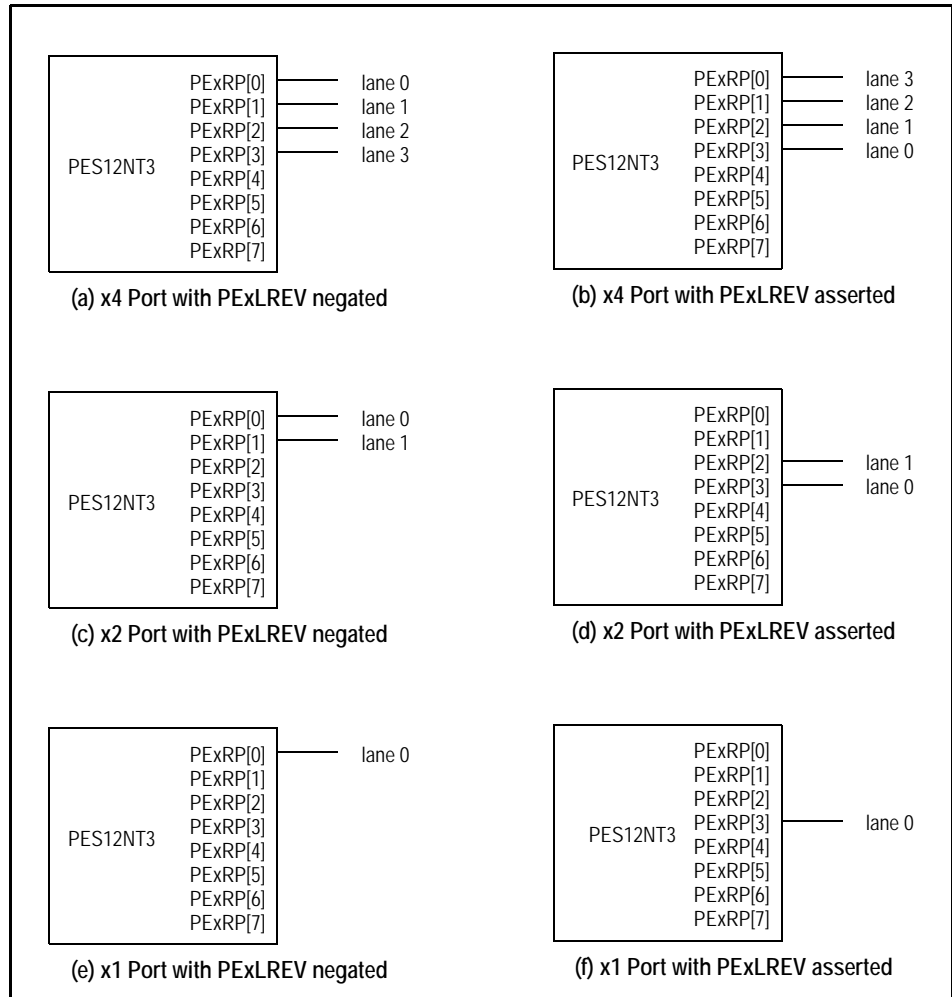 PExRP[0] lane 0
PExRP[1] lane 1
PExRP[2] lane 2
PES12NT3 PExRP[3] lane 3
PExRP[4]
PExRP[5]
PExRP[6]
PExRP[7]
(a) x4 Port with PExLREV negated
PExRP[0] lane 3
PExRP[1] lane 2
PExRP[2] lane 1
PES12NT3 PExRP[3] lane 0
PExRP[4]
PExRP[5]
PExRP[6]
PExRP[7]
(b) x4 Port with PExLREV asserted
PExRP[0] lane 0
PExRP[1] lane 1
PExRP[2]
PES12NT3 PExRP[3]
PExRP[4]
PExRP[5]
PExRP[6]
PExRP[7]
(c) x2 Port with PExLREV negated
PExRP[0]
PExRP[1]
PExRP[2] lane 1
PES12NT3 PExRP[3] lane 0
PExRP[4]
PExRP[5]
PExRP[6]
PExRP[7]
(d) x2 Port with PExLREV asserted
PExRP[0] lane 0
PExRP[1]
PExRP[2]
PES12NT3 PExRP[3]
PExRP[4]
PExRP[5]
PExRP[6]
PExRP[7]
(e) x1 Port with PExLREV negated
PExRP[0]
PExRP[1]
PExRP[2]
PES12NT3 PExRP[3] lane 0
PExRP[4]
PExRP[5]
PExRP[6]
PExRP[7]
(f) x1 Port with PExLREV asserted